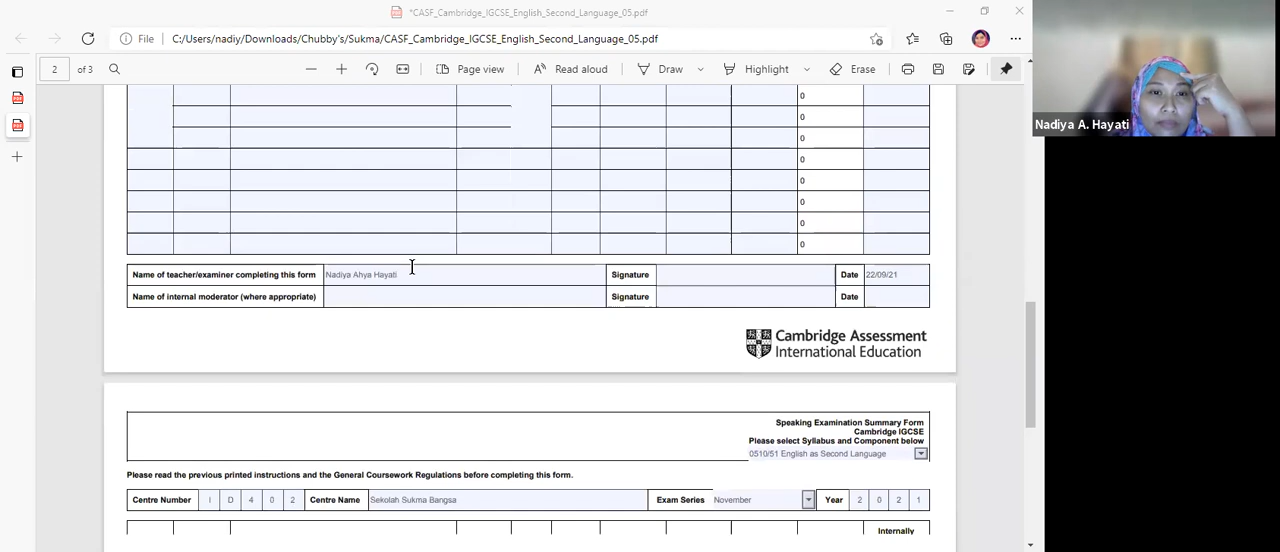 *CASF_Cambridge_IGCSE_English_Second_Language_05.pdf
File C:/Users/nadiy/Downloads/Chubby's/Sukma/CASF_Cambridge_IGCSE_English_Second_Language_05.pdf
2 of 3 Page view Read aloud Draw Highlight Erase
Nadiya A. Hayati
0
0
0
0
0
0
0
0
Name of teacher/examiner completing this form Nadiya Ahya Hayati Signature Date 22/09/21
Name of internal moderator (where appropriate) Signature Date
Cambridge Assessment
International Education
Speaking Examination Summary Form
Cambridge IGCSE
Please select Syllabus and Component below
0510/51 English as Second Language
Please read the previous printed instructions and the General Coursework Regulations before completing this form.
Centre Number I D 4 0 2 Centre Name Sekolah Sukma Bangsa Exam Series November Year 2 0 2 1
Internally